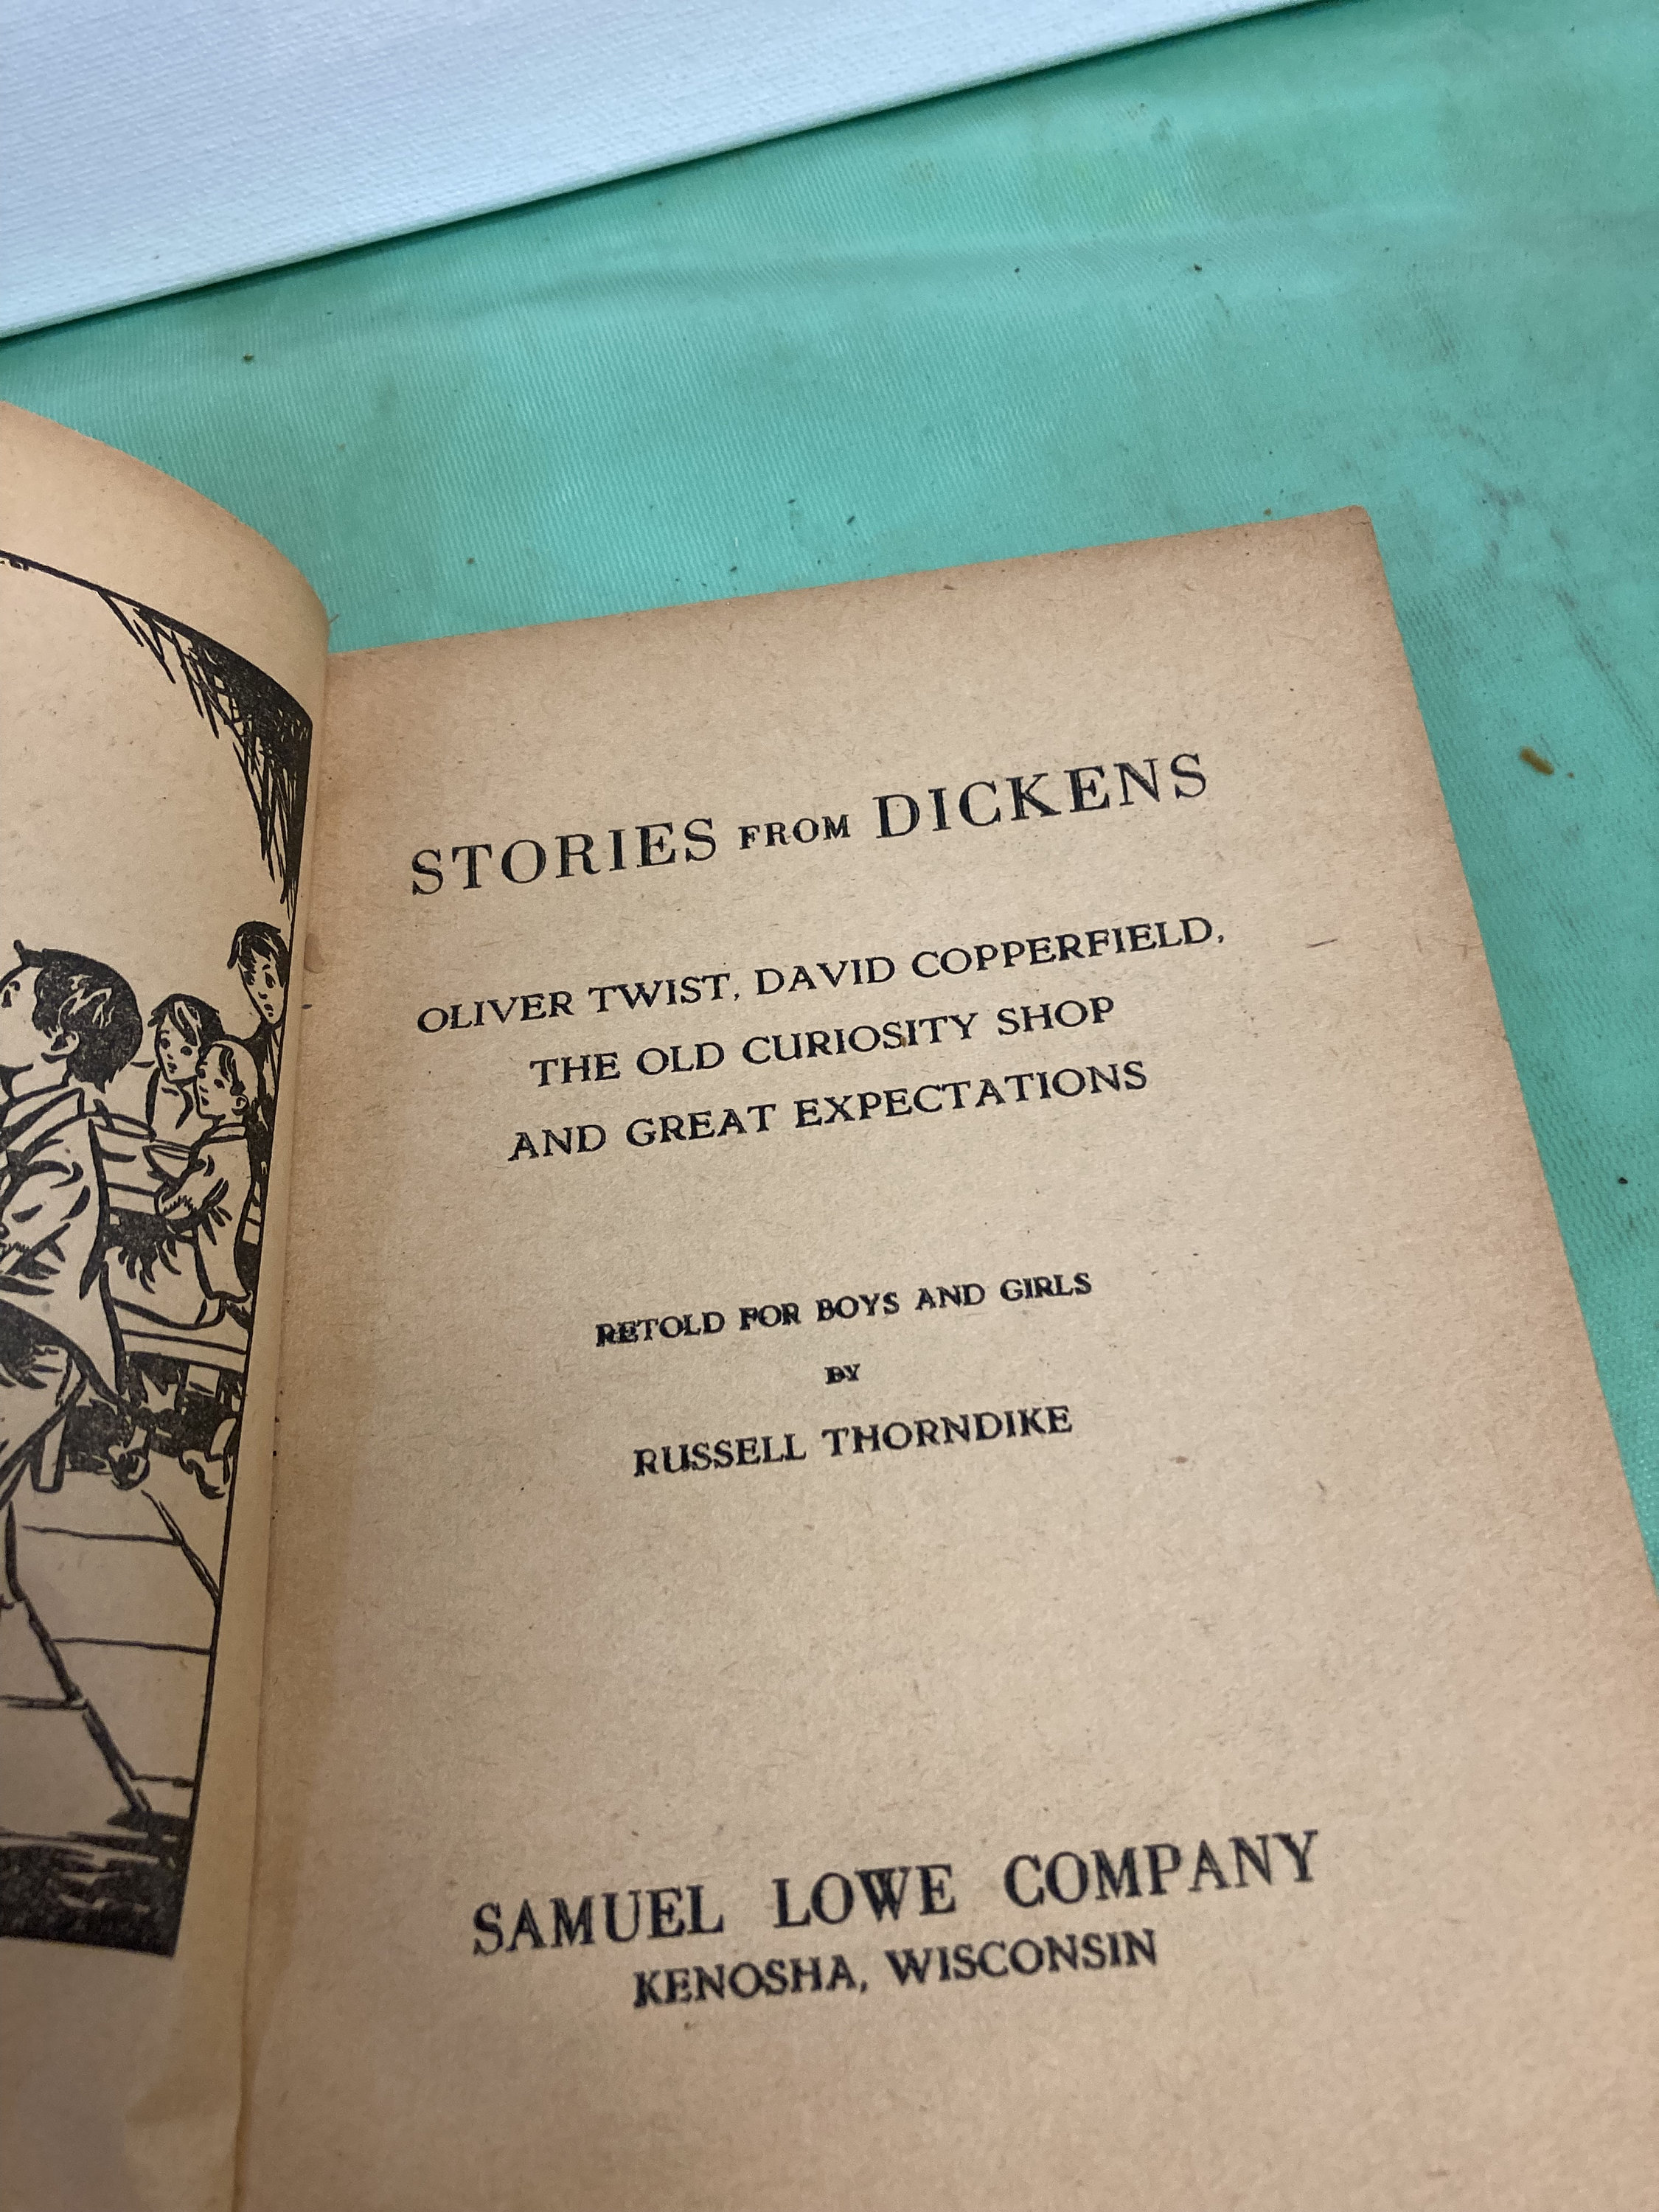 STORIES FROM DICKENS
OLIVER TWIST, DAVID COPPERFIELD,
THE OLD CURIOSITY SHOP
AND GREAT EXPECTATIONS
RETOLD FOR BOYS AND GIRLS
BY
RUSSELL THORNDIKE
SAMUEL LOWE COMPANY
KENOSHA, WISCONSIN